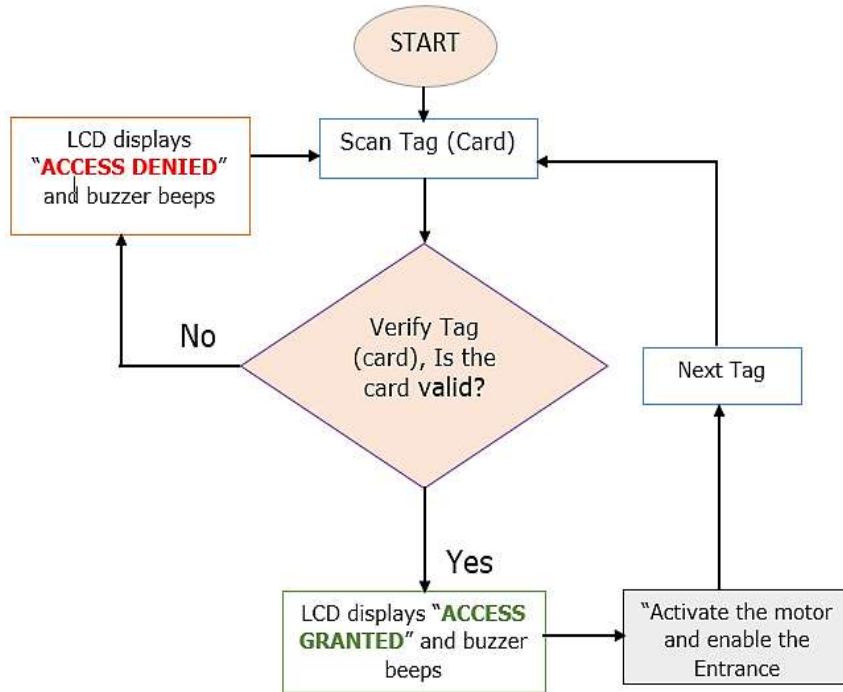 START
LCD displays
“ACCESS DENIED”
and buzzer beeps
Scan Tag (Card)
No
Verify Tag
(card), Is the
card valid?
Next Tag
Yes
LCD displays “ACCESS
GRANTED” and buzzer
beeps
“Activate the motor
and enable the
Entrance